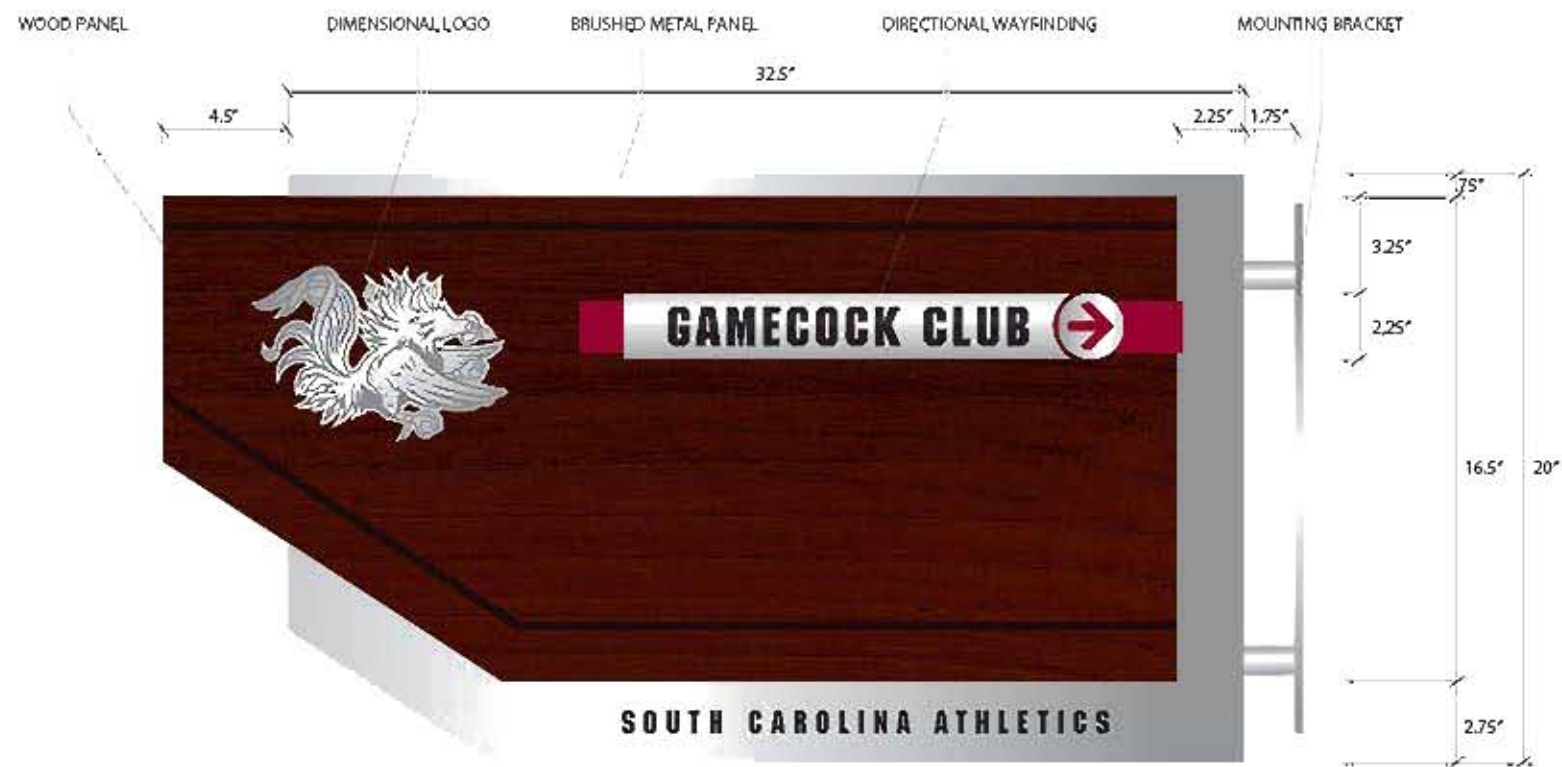 WOOD PANEL
DIMENSIONAL LOGO
BRUSHED METAL PANEL
DIRECTIONAL WAYFINDING
MOUNTING BRACKET
32.5"
4.5"
2.25"
1.75"
.75"
3.25"
GAMECOCK CLUB
2.25"
16.5"
20"
SOUTH CAROLINA ATHLETICS
2.75"